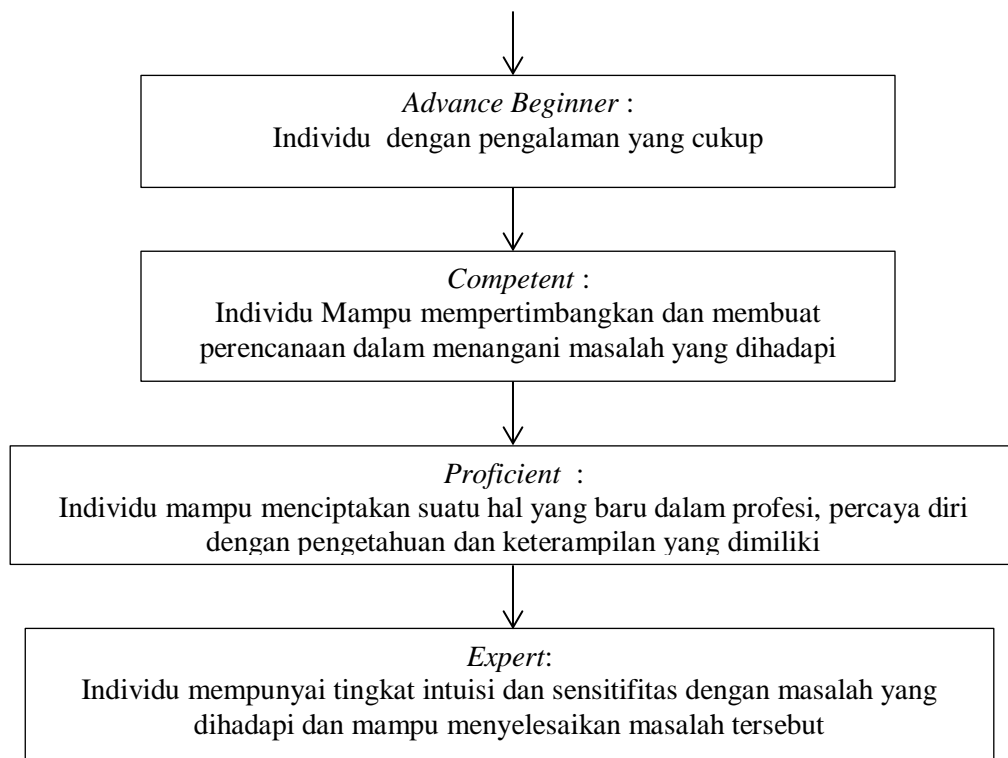 Advance Beginner :
Individu dengan pengalaman yang cukup
Competent :
Individu Mampu mempertimbangkan dan membuat
perencanaan dalam menangani masalah yang dihadapi
Proficient :
Individu mampu menciptakan suatu hal yang baru dalam profesi, percaya diri
dengan pengetahuan dan keterampilan yang dimiliki
Expert:
Individu mempunyai tingkat intuisi dan sensitifitas dengan masalah yang
dihadapi dan mampu menyelesaikan masalah tersebut